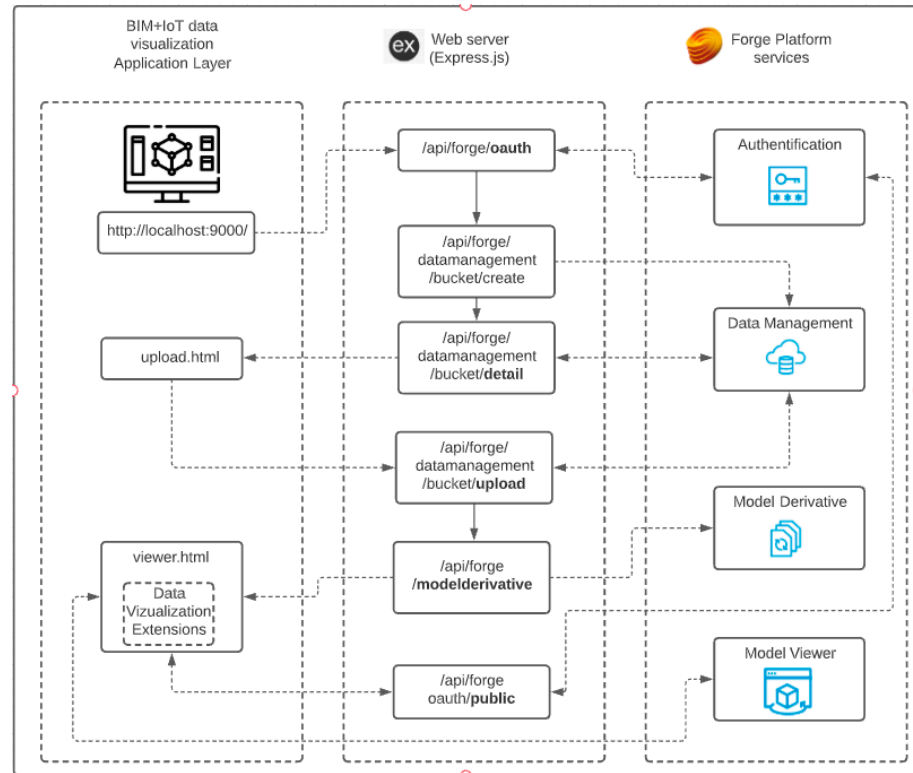 BIM+IoT data
visualization
Application Layer
ex
Web server
(Express.js)
Forge Platform
services
http://localhost:9000/
upload.html
viewer.html
Data
Vizualization
Extensions
/api/forge/oauth
/api/forge/
datamanagement
/bucket/create
/api/forge/
datamanagement
/bucket/detail
/api/forge/
datamanagement
/bucket/upload
/api/forge
/modelderivative
/api/forge
oauth/public
Authentification
Data Management
Model Derivative
Model Viewer